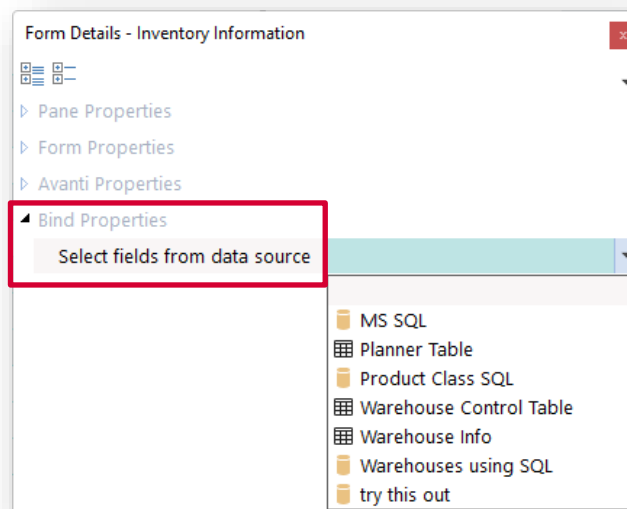 Form Details - Inventory Information
x
Pane Properties
Form Properties
Avanti Properties
Bind Properties
Select fields from data source
MS SQL
Planner Table
Product Class SQL
Warehouse Control Table
Warehouse Info
Warehouses using SQL
try this out